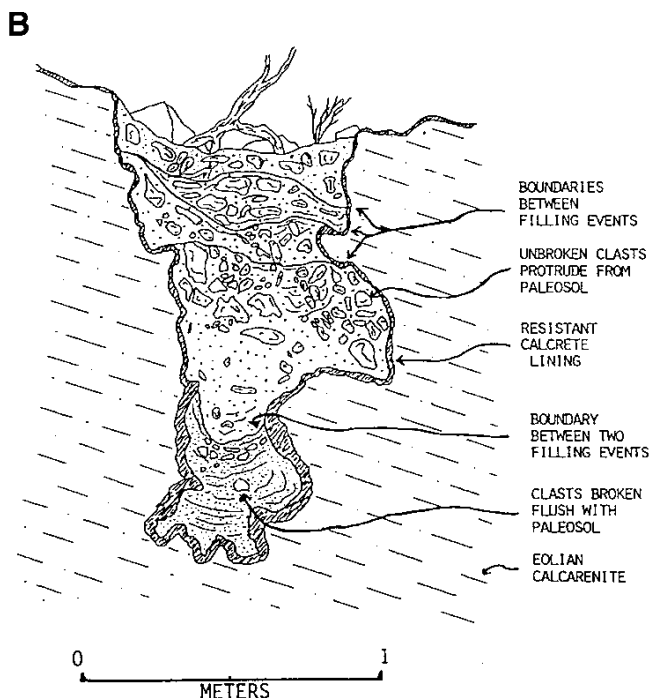 B
BOUNDARIES
BETWEEN
FILLING EVENTS
UNBROKEN CLASTS
PROTRUDE FROM
PALEOSOL
RESISTANT
CALCRETE
LINING
BOUNDARY
BETWEEN TWO
FILLING EVENTS
CLASTS BROKEN
FLUSH WITH
PALEOSOL
EOLIAN
CALCARENITE
0 1
METERS